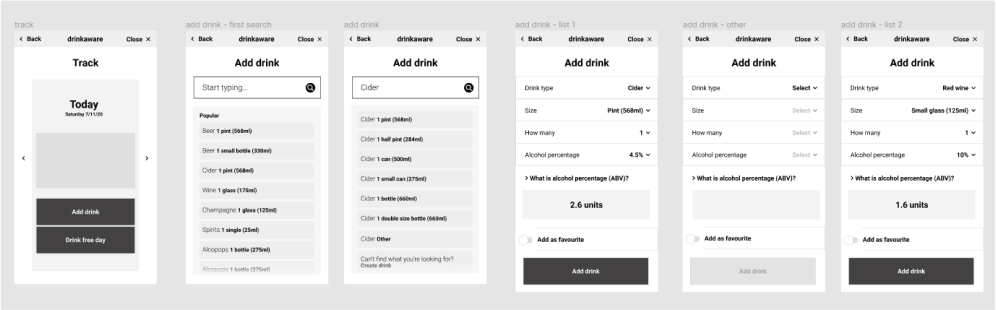 track
< Back drinkaware Close ×
Track
Today
Saturday 7/11/20
< >
Add drink
Drink free day
add drink - first search
< Back drinkaware Close ×
Add drink
Start typing...
Popular
Beer 1 pint (568ml)
Beer 1 small bottle (330ml)
Cider 1 pint (568ml)
Wine 1 glass (175ml)
Champagne 1 glass (125ml)
Spirits 1 single (25ml)
Alcopops 1 bottle (275ml)
Alcopops 1 bottle (275ml)
add drink
< Back drinkaware Close ×
Add drink
Cider
Cider 1 pint (568ml)
Cider 1 half pint (284ml)
Cider 1 can (500ml)
Cider 1 small can (275ml)
Cider 1 bottle (660ml)
Cider 1 double size bottle (660ml)
Cider Other
Can't find what you're looking for?
Create drink
add drink - list 1
< Back drinkaware Close ×
Add drink
Drink type Cider
Size Pint (568ml)
How many 1
Alcohol percentage 4.5%
> What is alcohol percentage (ABV)?
2.6 units
Add as favourite
Add drink
add drink - other
< Back drinkaware Close ×
Add drink
Drink type Select
Size Select
How many Select
Alcohol percentage Select
> What is alcohol percentage (ABV)?
Add as favourite
Add drink
add drink - list 2
< Back drinkaware Close ×
Add drink
Drink type Red wine
Size Small glass (125ml)
How many 1
Alcohol percentage 10%
> What is alcohol percentage (ABV)?
1.6 units
Add as favourite
Add drink